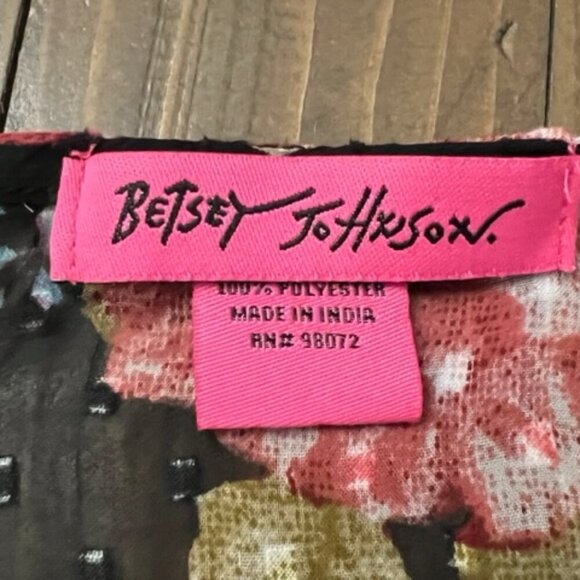 BETSEY JOHNSON.
100% POLYESTER
MADE IN INDIA
RN# 98072